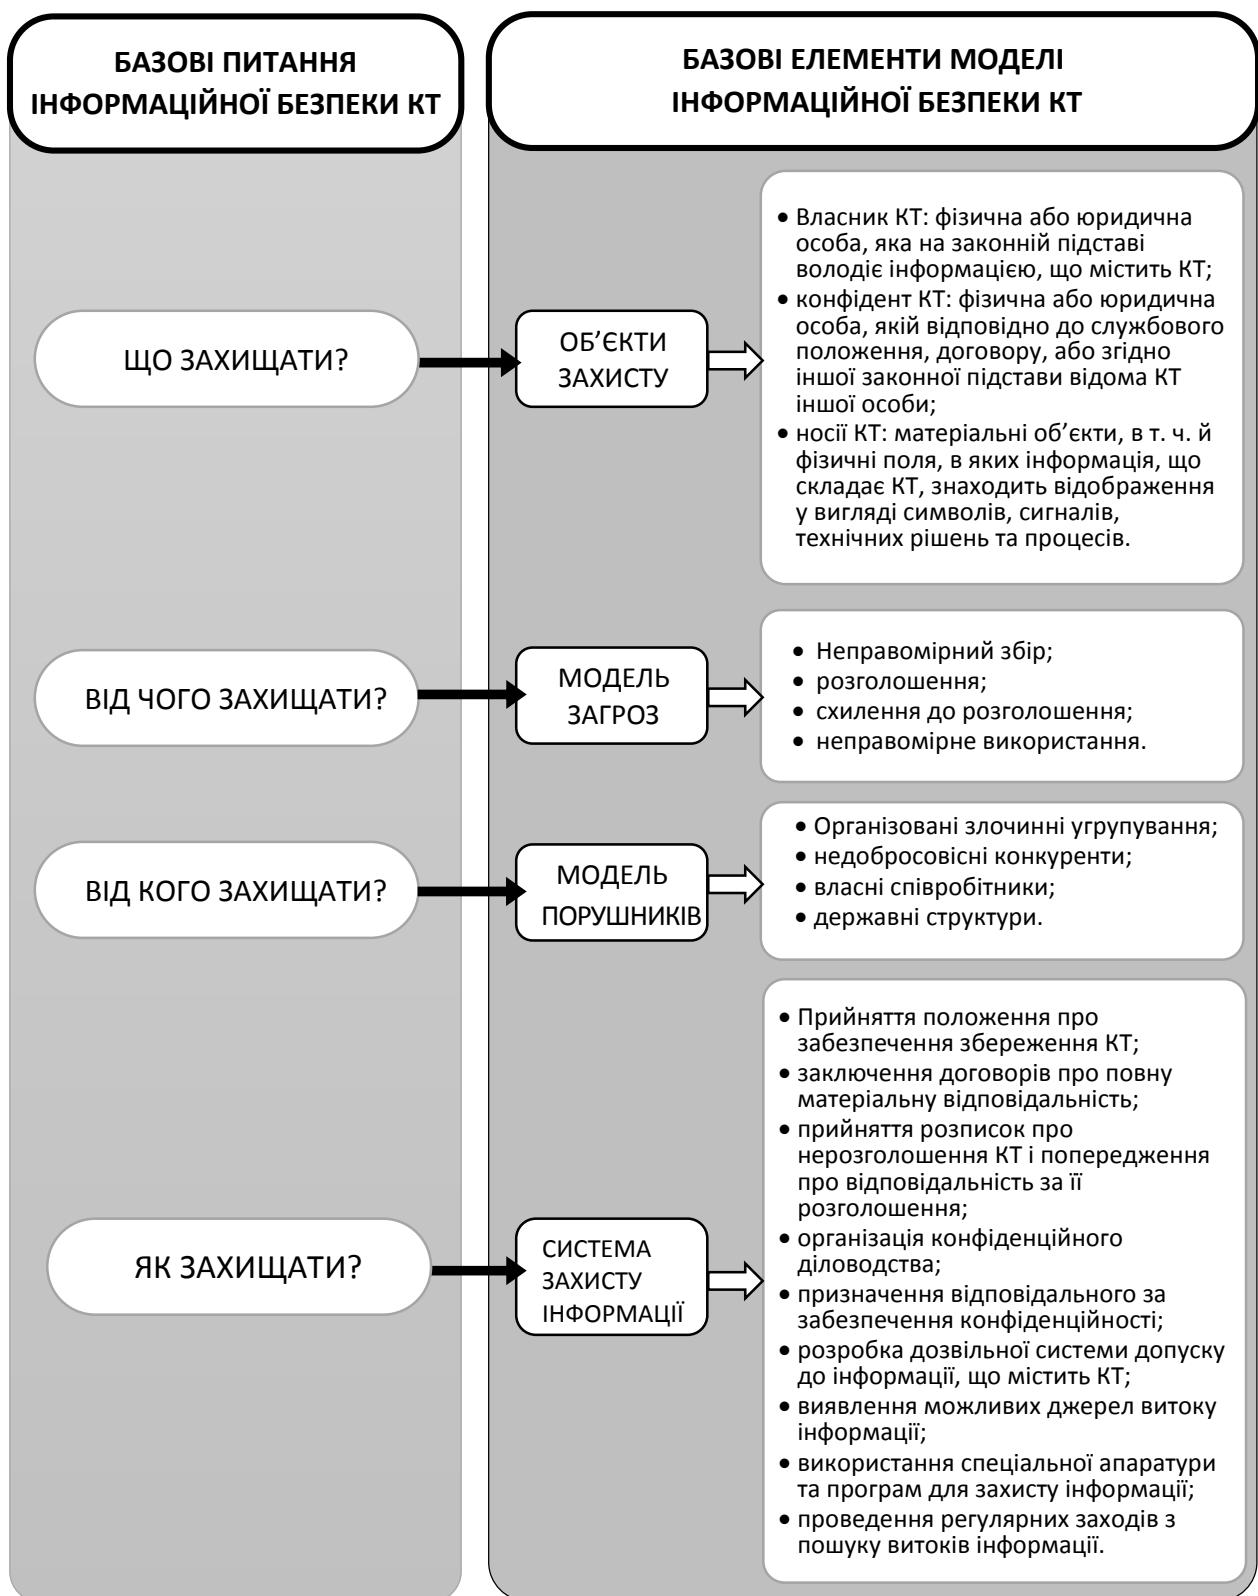 БАЗОВІ ПИТАННЯ
ІНФОРМАЦІЙНОЇ БЕЗПЕКИ КТ
БАЗОВІ ЕЛЕМЕНТИ МОДЕЛІ
ІНФОРМАЦІЙНОЇ БЕЗПЕКИ КТ
ЩО ЗАХИЩАТИ?
ОБ’ЄКТИ
ЗАХИСТУ
• Власник КТ: фізична або юридична
особа, яка на законній підставі
володіє інформацією, що містить КТ;
• конфідент КТ: фізична або юридична
особа, якій відповідно до службового
положення, договору, або згідно
іншої законної підстави відома КТ
іншої особи;
• носії КТ: матеріальні об’єкти, в т. ч. й
фізичні поля, в яких інформація, що
складає КТ, знаходить відображення
у вигляді символів, сигналів,
технічних рішень та процесів.
ВІД ЧОГО ЗАХИЩАТИ?
МОДЕЛЬ
ЗАГРОЗ
• Неправомірний збір;
• розголошення;
• схилення до розголошення;
• неправомірне використання.
ВІД КОГО ЗАХИЩАТИ?
МОДЕЛЬ
ПОРУШНИКІВ
• Організовані злочинні угрупування;
• недобросовісні конкуренти;
• власні співробітники;
• державні структури.
ЯК ЗАХИЩАТИ?
СИСТЕМА
ЗАХИСТУ
ІНФОРМАЦІЇ
• Прийняття положення про
забезпечення збереження КТ;
• заключення договорів про повну
матеріальну відповідальність;
• прийняття розписок про
нерозголошення КТ і попередження
про відповідальність за її
розголошення;
• організація конфіденційного
діловодства;
• призначення відповідального за
забезпечення конфіденційності;
• розробка дозвільної системи допуску
до інформації, що містить КТ;
• виявлення можливих джерел витоку
інформації;
• використання спеціальної апаратури
та програм для захисту інформації;
• проведення регулярних заходів з
пошуку витоків інформації.